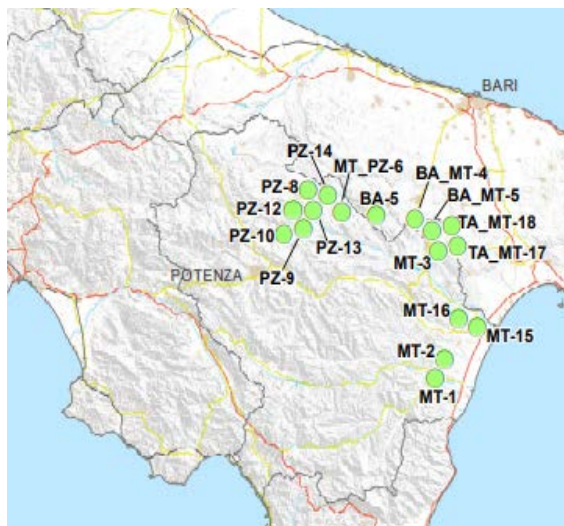 BARI
PZ-14
MT_PZ-6
BA_MT-4
PZ-8
BA-5
BA_MT-5
PZ-12
TA_MT-18
PZ-10
PZ-13
TA_MT-17
PZ-9
MT-3
POTENZA
MT-16
MT-15
MT-2
MT-1